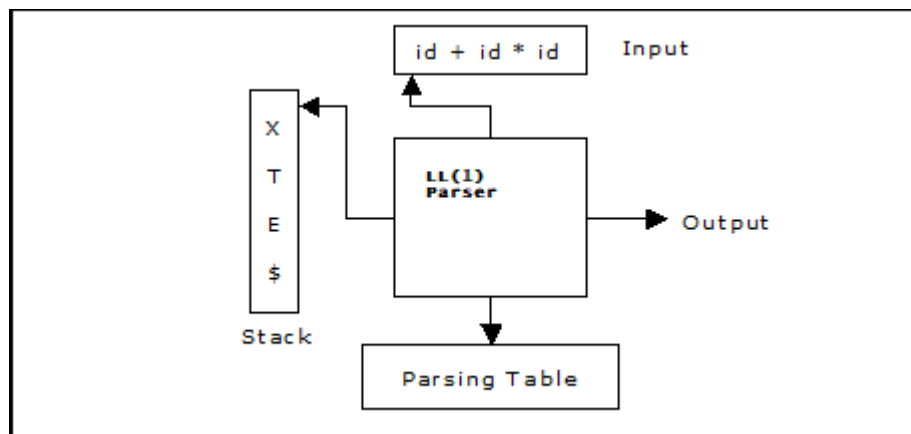 id + id * id
Input
X
T
E
$
Stack
LL(1)
Parser
Output
Parsing Table